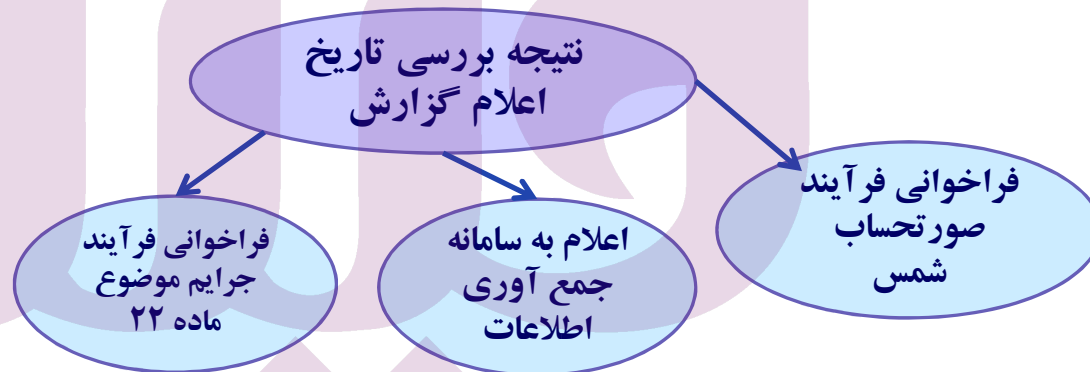 نتیجه بررسی تاریخ
اعلام گزارش
فراخوانی فرآیند
صورتحساب
شمس
اعلام به سامانه
جمع آوری
اطلاعات
فراخوانی فرآیند
جرایم موضوع
ماده ۲۲